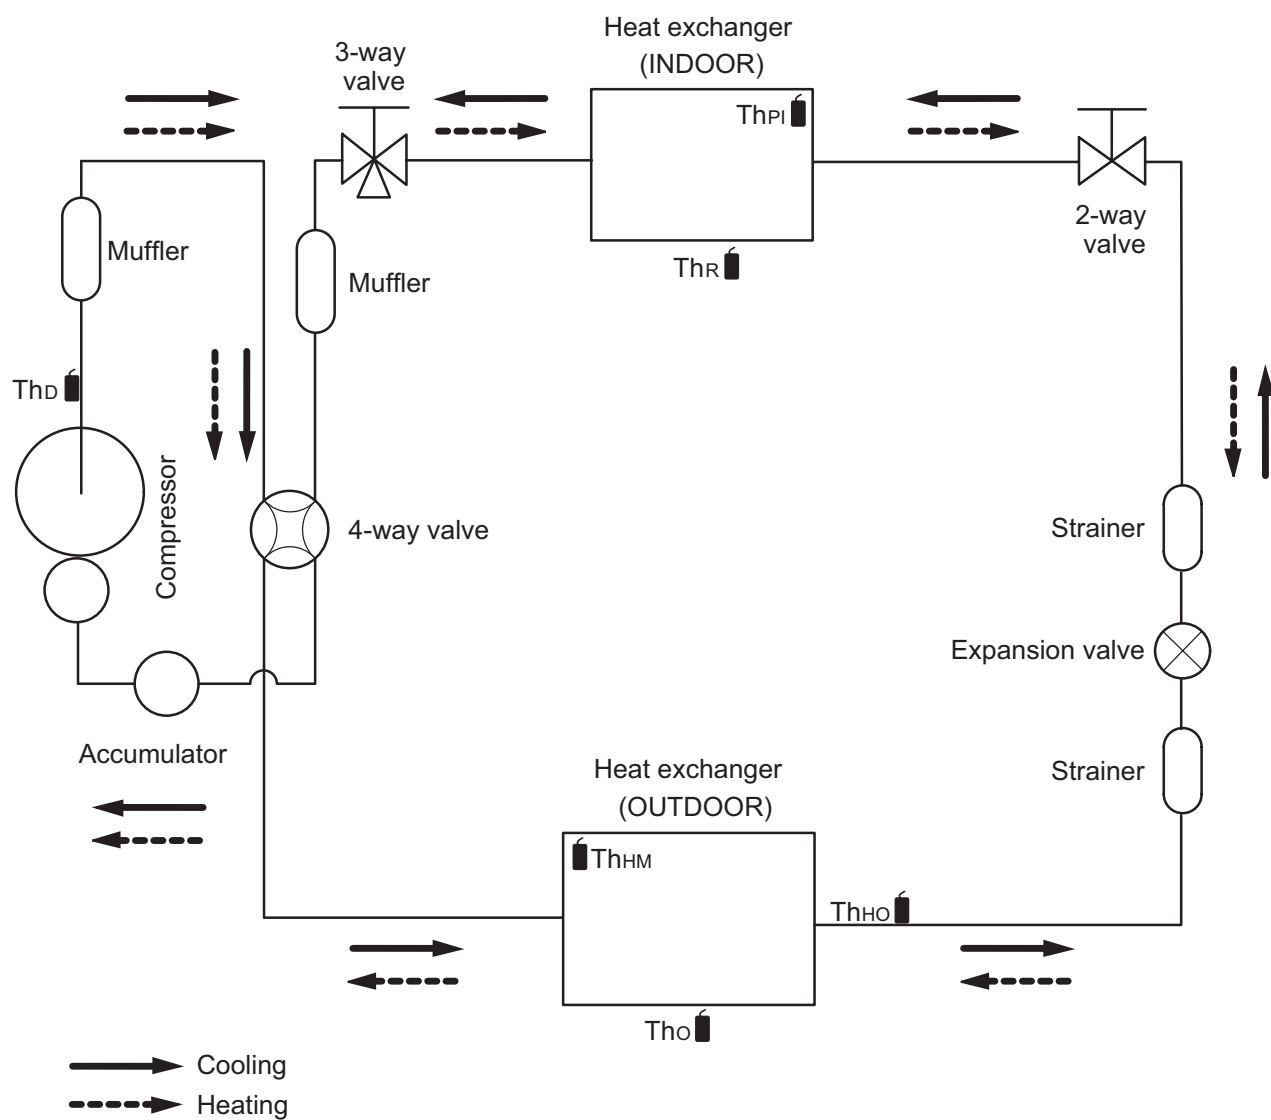 Heat exchanger
(INDOOR)
3-way
valve
ThPI
2-way
valve
Muffler
ThR
Muffler
ThD
Compressor
4-way valve
Strainer
Expansion valve
Accumulator
Strainer
Heat exchanger
(OUTDOOR)
ThHM
ThHO
ThO
Cooling
Heating